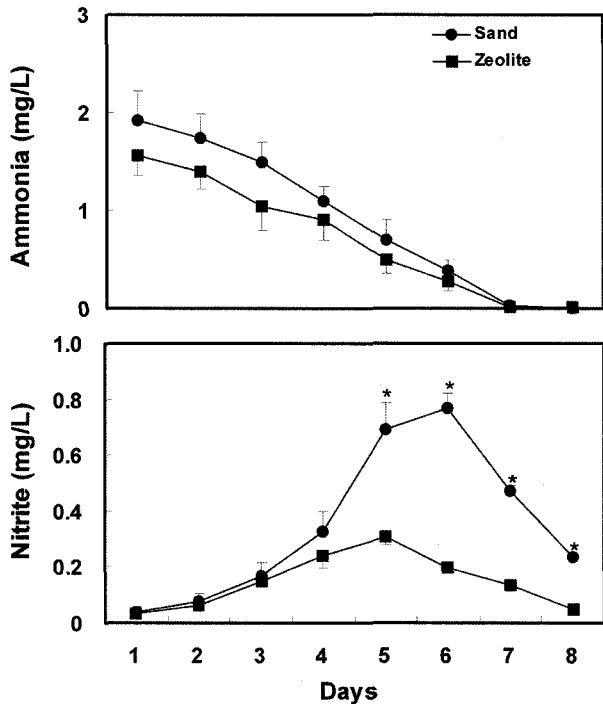 3
Sand
Zeolite
2
1
0
Ammonia (mg/L)
1.0
0.8
0.6
0.4
0.2
0
Nitrite (mg/L)
* * * *
1 2 3 4 5 6 7 8
Days